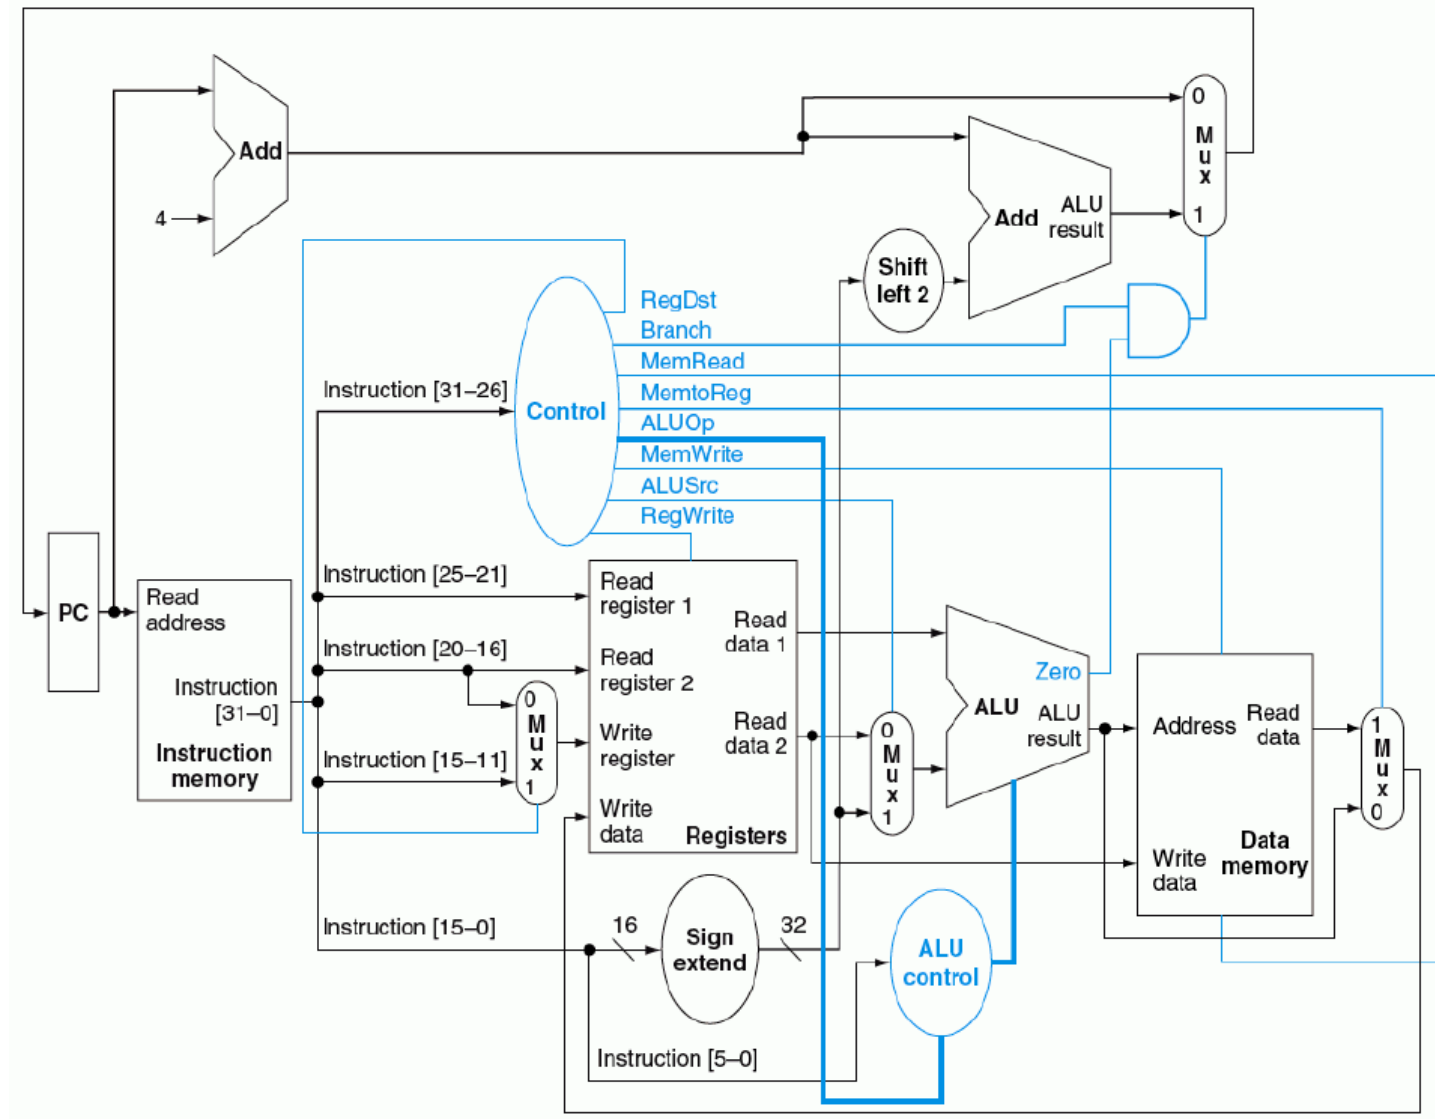 0
M
u
x
1
Add
4
Add
ALU
result
Shift
left 2
RegDst
Branch
MemRead
MemtoReg
ALUOp
MemWrite
ALUSrc
RegWrite
Control
Instruction [31–26]
PC
Read
address
Instruction
[31–0]
Instruction
memory
Instruction [25–21]
Instruction [20–16]
Instruction [15–11]
0
M
u
x
1
Read
register 1
Read
register 2
Write
register
Write
data
Read
data 1
Read
data 2
Registers
0
M
u
x
1
Zero
ALU
ALU
result
Address
Read
data
Write
data
Data
memory
1
M
u
x
0
Instruction [15–0]
16
Sign
extend
32
ALU
control
Instruction [5–0]